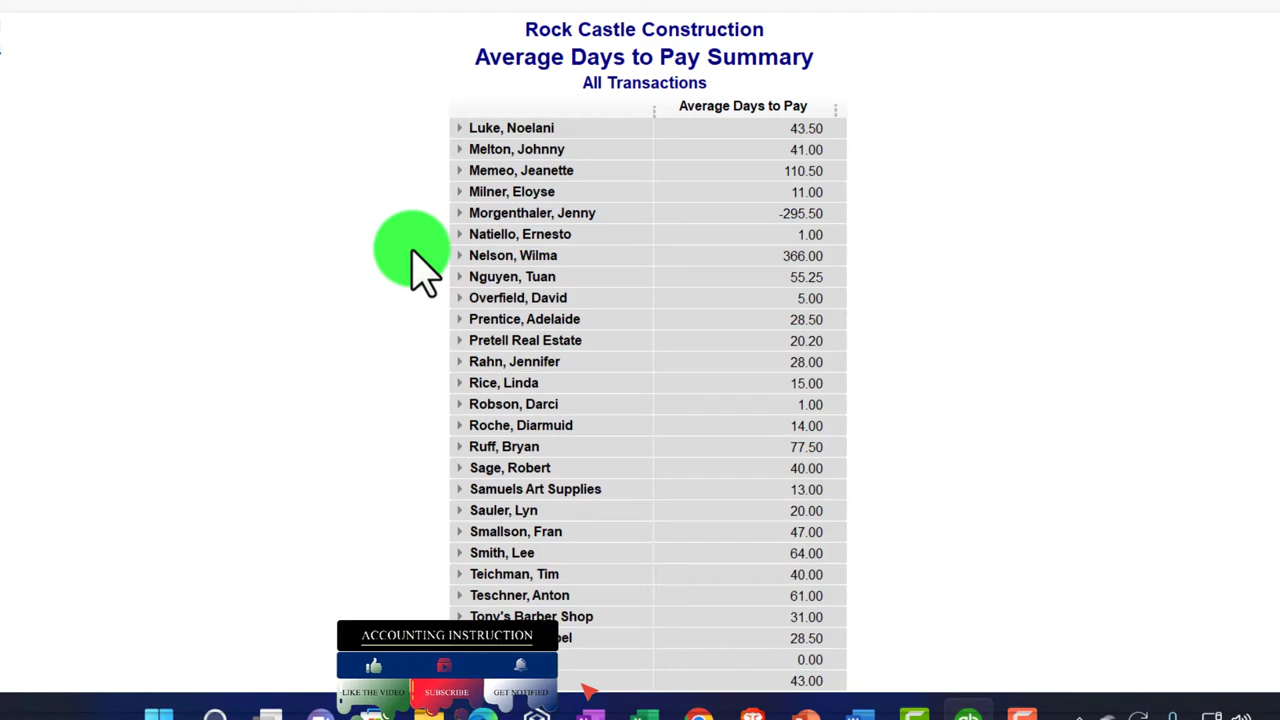 Rock Castle Construction
Average Days to Pay Summary
All Transactions
Average Days to Pay
Luke, Noelani 43.50
Melton, Johnny 41.00
Memeo, Jeanette 110.50
Milner, Eloyse 11.00
Morgenthaler, Jenny -295.50
Natiello, Ernesto 1.00
Nelson, Wilma 366.00
Nguyen, Tuan 55.25
Overfield, David 5.00
Prentice, Adelaide 28.50
Pretell Real Estate 20.20
Rahn, Jennifer 28.00
Rice, Linda 15.00
Robson, Darci 1.00
Roche, Diarmuid 14.00
Ruff, Bryan 77.50
Sage, Robert 40.00
Samuels Art Supplies 13.00
Sauler, Lyn 20.00
Smallson, Fran 47.00
Smith, Lee 64.00
Teichman, Tim 40.00
Teschner, Anton 61.00
Tony's Barber Shop 31.00
28.50
0.00
43.00
ACCOUNTING INSTRUCTION
LIKE THE VIDEO SUBSCRIBE GET NOTIFIED